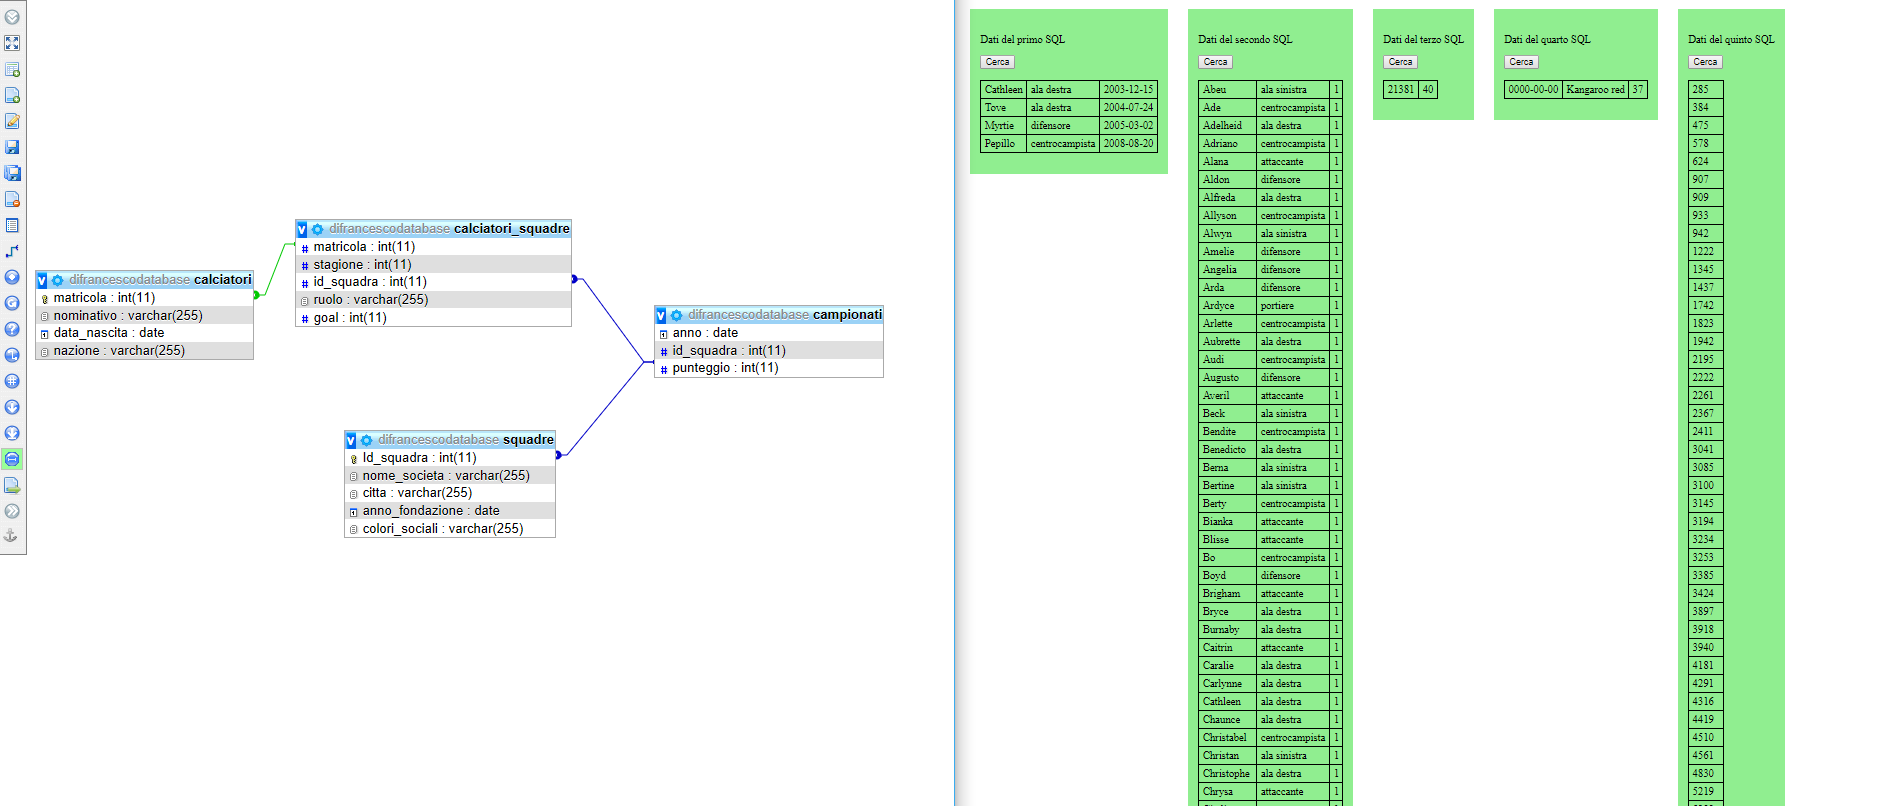 difrancescodatabase calciatori
matricola : int(11)
nominativo : varchar(255)
data_nascita : date
nazione : varchar(255)
difrancescodatabase calciatori_squadre
matricola : int(11)
stagione : int(11)
id_squadra : int(11)
ruolo : varchar(255)
goal : int(11)
difrancescodatabase campionati
anno : date
id_squadra : int(11)
punteggio : int(11)
difrancescodatabase squadre
Id_squadra : int(11)
nome_societa : varchar(255)
citta : varchar(255)
anno_fondazione : date
colori_sociali : varchar(255)
Dati del primo SQL
Cerca
Cathleen ala destra 2003-12-15
Tove ala destra 2004-07-24
Myrtie difensore 2005-03-02
Pepillo centrocampista 2008-08-20
Dati del secondo SQL
Cerca
Abeu ala sinistra 1
Ade centrocampista 1
Adelheid ala destra 1
Adriano centrocampista 1
Alana attaccante 1
Aldon difensore 1
Alfreda ala destra 1
Allyson centrocampista 1
Alwyn ala sinistra 1
Amelie difensore 1
Angelia difensore 1
Arda difensore 1
Ardyce portiere 1
Arlette centrocampista 1
Aubrette ala destra 1
Audi centrocampista 1
Augusto difensore 1
Averil attaccante 1
Beck ala sinistra 1
Bendite centrocampista 1
Benedicto ala destra 1
Berna ala sinistra 1
Bertine ala sinistra 1
Berty centrocampista 1
Bianka attaccante 1
Blisse attaccante 1
Bo centrocampista 1
Boyd difensore 1
Brigham attaccante 1
Bryce ala destra 1
Burnaby ala destra 1
Caitrin attaccante 1
Caralie ala destra 1
Carlynne ala destra 1
Cathleen ala destra 1
Chaunce ala destra 1
Christabel centrocampista 1
Christan ala sinistra 1
Christophe ala destra 1
Chrysa attaccante 1
Dati del terzo SQL
Cerca
21381 40
Dati del quarto SQL
Cerca
0000-00-00 Kangaroo red 37
Dati del quinto SQL
Cerca
285
384
475
578
624
907
909
933
942
1222
1345
1437
1742
1823
1942
2195
2222
2261
2367
2411
3041
3085
3100
3145
3194
3234
3253
3385
3424
3897
3918
3940
4181
4291
4316
4419
4510
4561
4830
5219